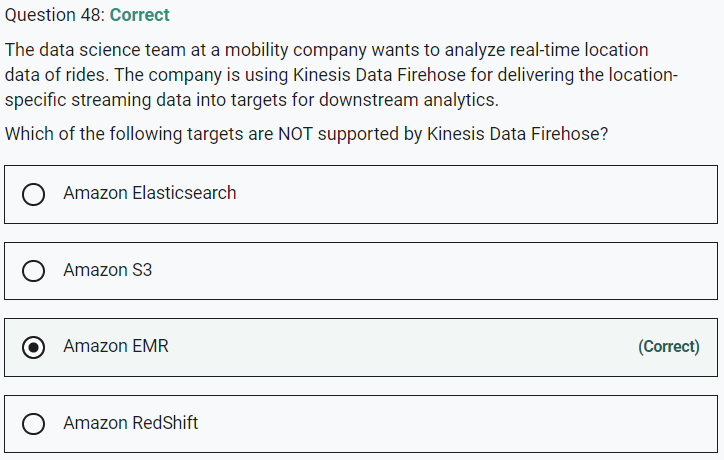 Question 48: Correct
The data science team at a mobility company wants to analyze real-time location
data of rides. The company is using Kinesis Data Firehose for delivering the location-
specific streaming data into targets for downstream analytics.
Which of the following targets are NOT supported by Kinesis Data Firehose?
Amazon Elasticsearch
Amazon S3
Amazon EMR (Correct)
Amazon RedShift